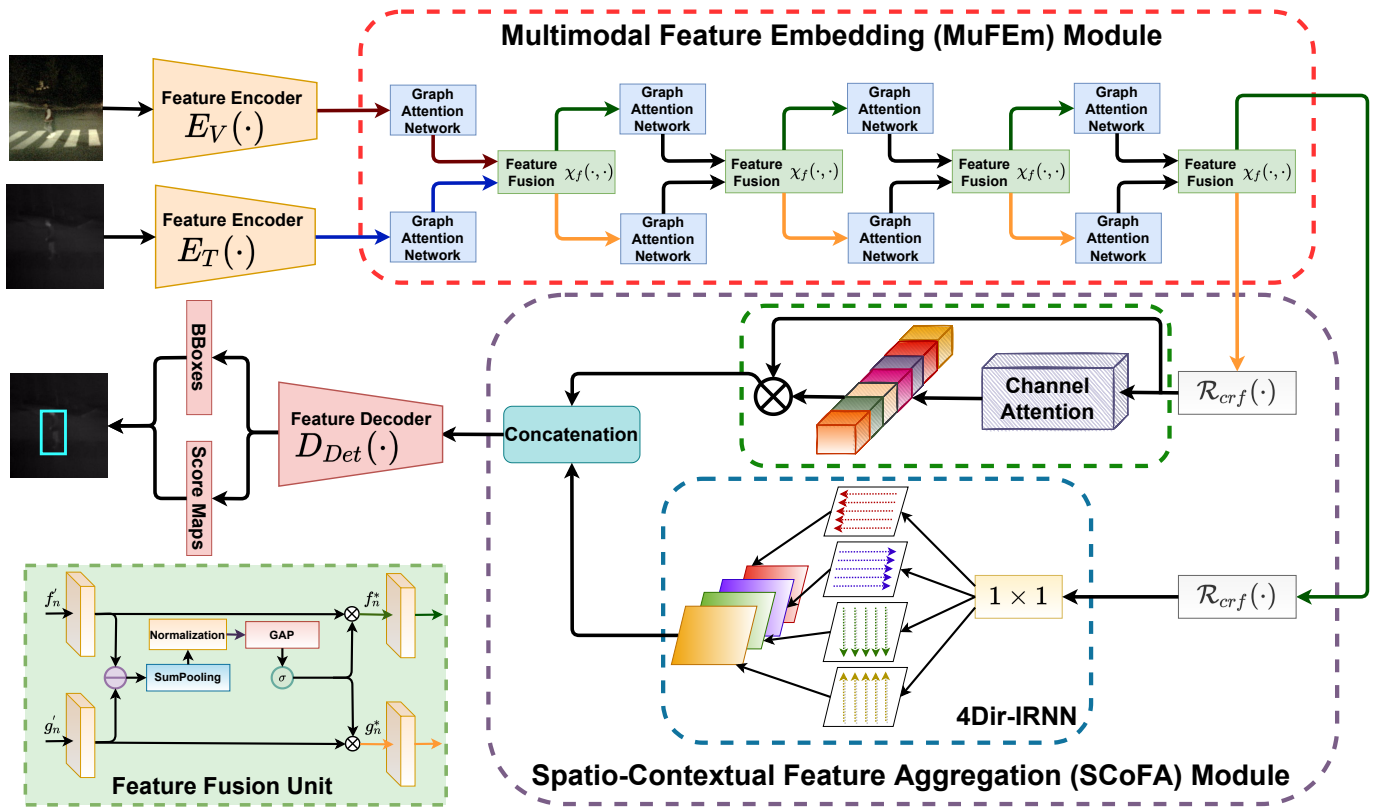 Multimodal Feature Embedding (MuFEm) Module
Feature Encoder
E_V(·)
Graph
Attention
Network
Graph
Attention
Network
Graph
Attention
Network
Graph
Attention
Network
Feature
Fusion
χ_f(·,·)
Feature
Fusion
χ_f(·,·)
Feature
Fusion
χ_f(·,·)
Feature
Fusion
χ_f(·,·)
Feature Encoder
E_T(·)
Graph
Attention
Network
Graph
Attention
Network
Graph
Attention
Network
Graph
Attention
Network
BBoxes
Score Maps
Feature Decoder
D_Det(·)
Concatenation
Channel
Attention
R_crf(·)
1 × 1
R_crf(·)
4Dir-IRNN
Spatio-Contextual Feature Aggregation (SCoFA) Module
f'_n
f*_n
Normalization
GAP
SumPooling
σ
g'_n
g*_n
Feature Fusion Unit